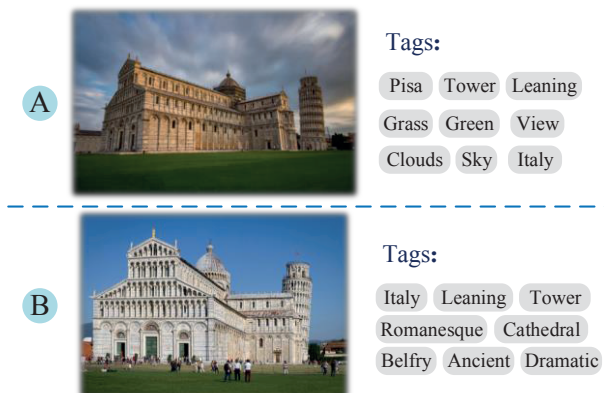 A
Tags:
Pisa Tower Leaning
Grass Green View
Clouds Sky Italy
B
Tags:
Italy Leaning Tower
Romanesque Cathedral
Belfry Ancient Dramatic